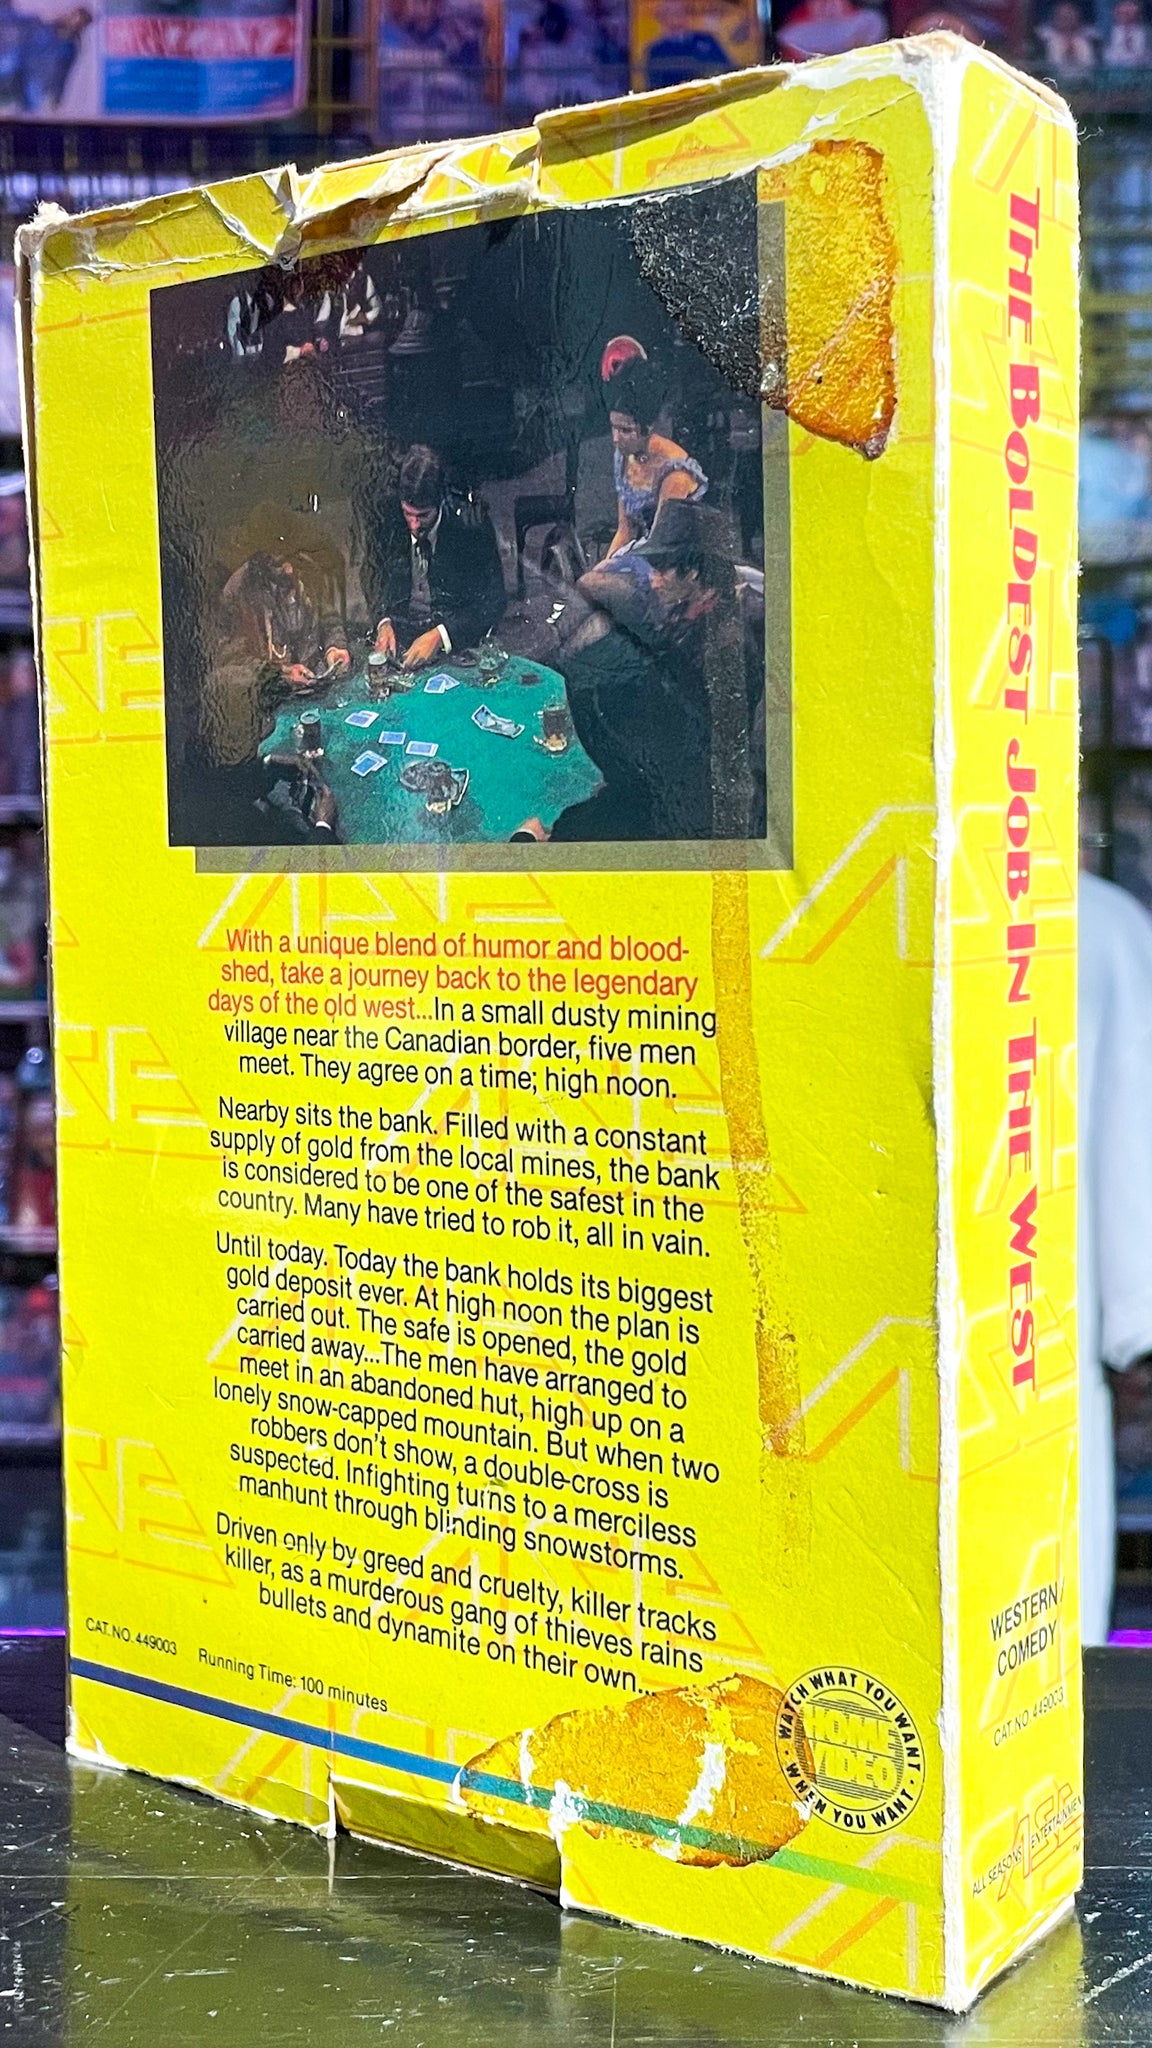 With a unique blend of humor and blood-
shed, take a journey back to the legendary
days of the old west...In a small dusty mining
village near the Canadian border, five men
meet. They agree on a time; high noon.
Nearby sits the bank. Filled with a constant
supply of gold from the local mines, the bank
is considered to be one of the safest in the
country. Many have tried to rob it, all in vain.
Until today. Today the bank holds its biggest
gold deposit ever. At high noon the plan is
carried out. The safe is opened, the gold
carried away...The men have arranged to
meet in an abandoned hut, high up on a
lonely snow-capped mountain. But when two
robbers don't show, a double-cross is
suspected. Infighting turns to a merciless
manhunt through blinding snowstorms.
Driven only by greed and cruelty, killer tracks
killer, as a murderous gang of thieves rains
bullets and dynamite on their own...
CAT. NO. 449003 Running Time: 100 minutes
WATCH WHAT YOU WANT
HOME
VIDEO
WHEN YOU WANT
THE BOLDEST JOB IN THE WEST
WESTERN/
COMEDY
CAT. NO. 449003
ALL SEASONS ENTERTAINMENT
ASE
TM